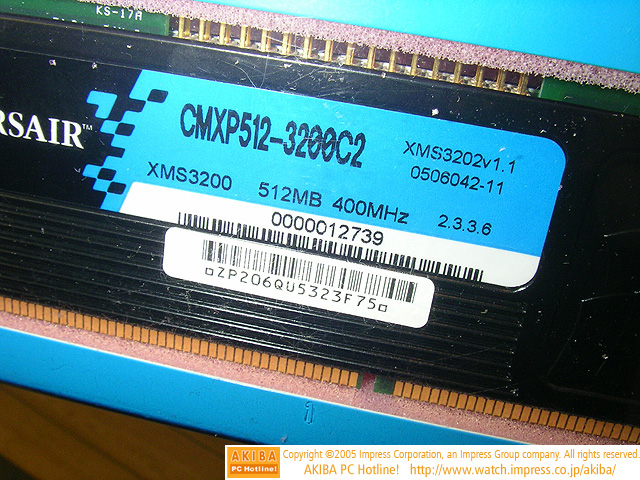 KS-17A
RSAIR™
CMXP512-3200C2
XMS3202v1.1
0506042-11
XMS3200 512MB 400MHz 2.3.3.6
0000012739
ZP206QU5323F75
AKIBA
PC Hotline!
Copyright ©2005 Impress Corporation, an Impress Group company. All rights reserved.
AKIBA PC Hotline! http://www.watch.impress.co.jp/akiba/